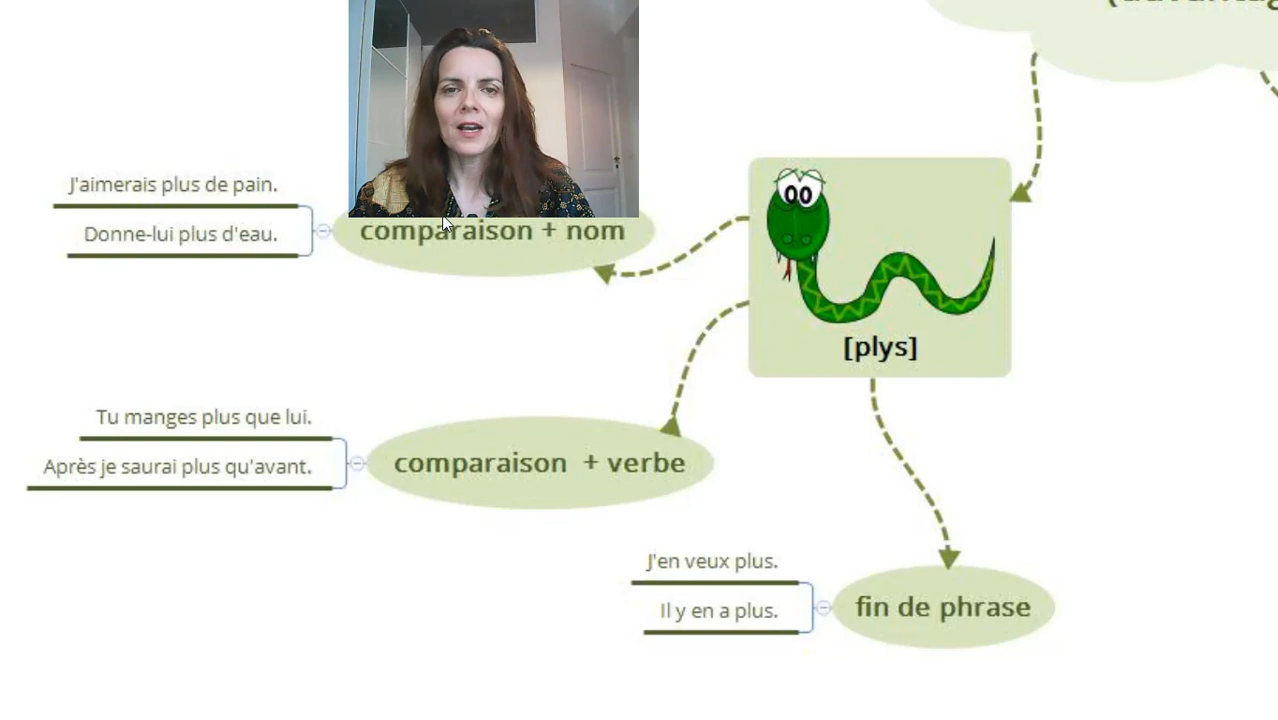 J'aimerais plus de pain.
Donne-lui plus d'eau.
comparaison + nom
[plys]
Tu manges plus que lui.
Après je saurai plus qu'avant.
comparaison + verbe
J'en veux plus.
Il y en a plus.
fin de phrase